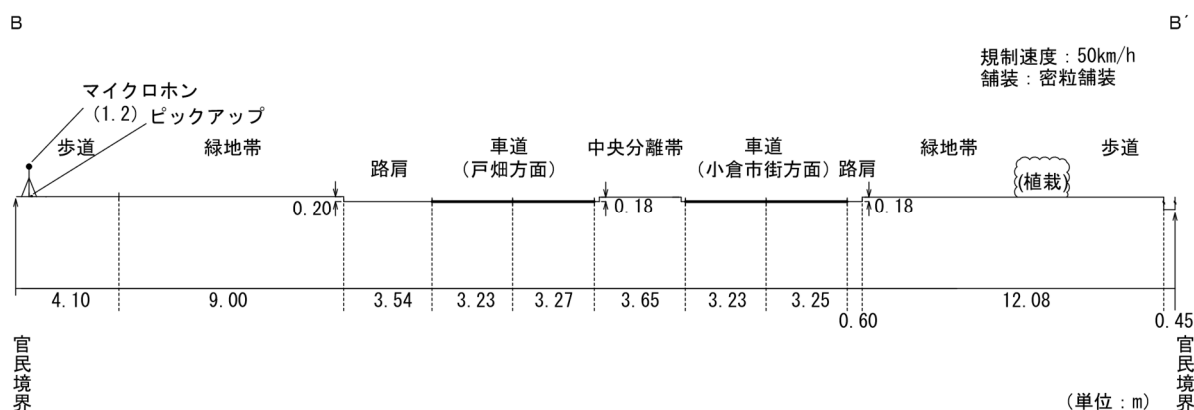 B
B´
規制速度：50km/h
舗装：密粒舗装
マイクロホン
(1.2) ピックアップ
歩道
緑地帯
路肩
車道
(戸畑方面)
中央分離帯
車道
(小倉市街方面)
路肩
緑地帯
(植栽)
歩道
0.20
0.18
0.18
4.10
9.00
3.54
3.23
3.27
3.65
3.23
3.25
0.60
12.08
0.45
官民境界
官民境界
(単位：m)